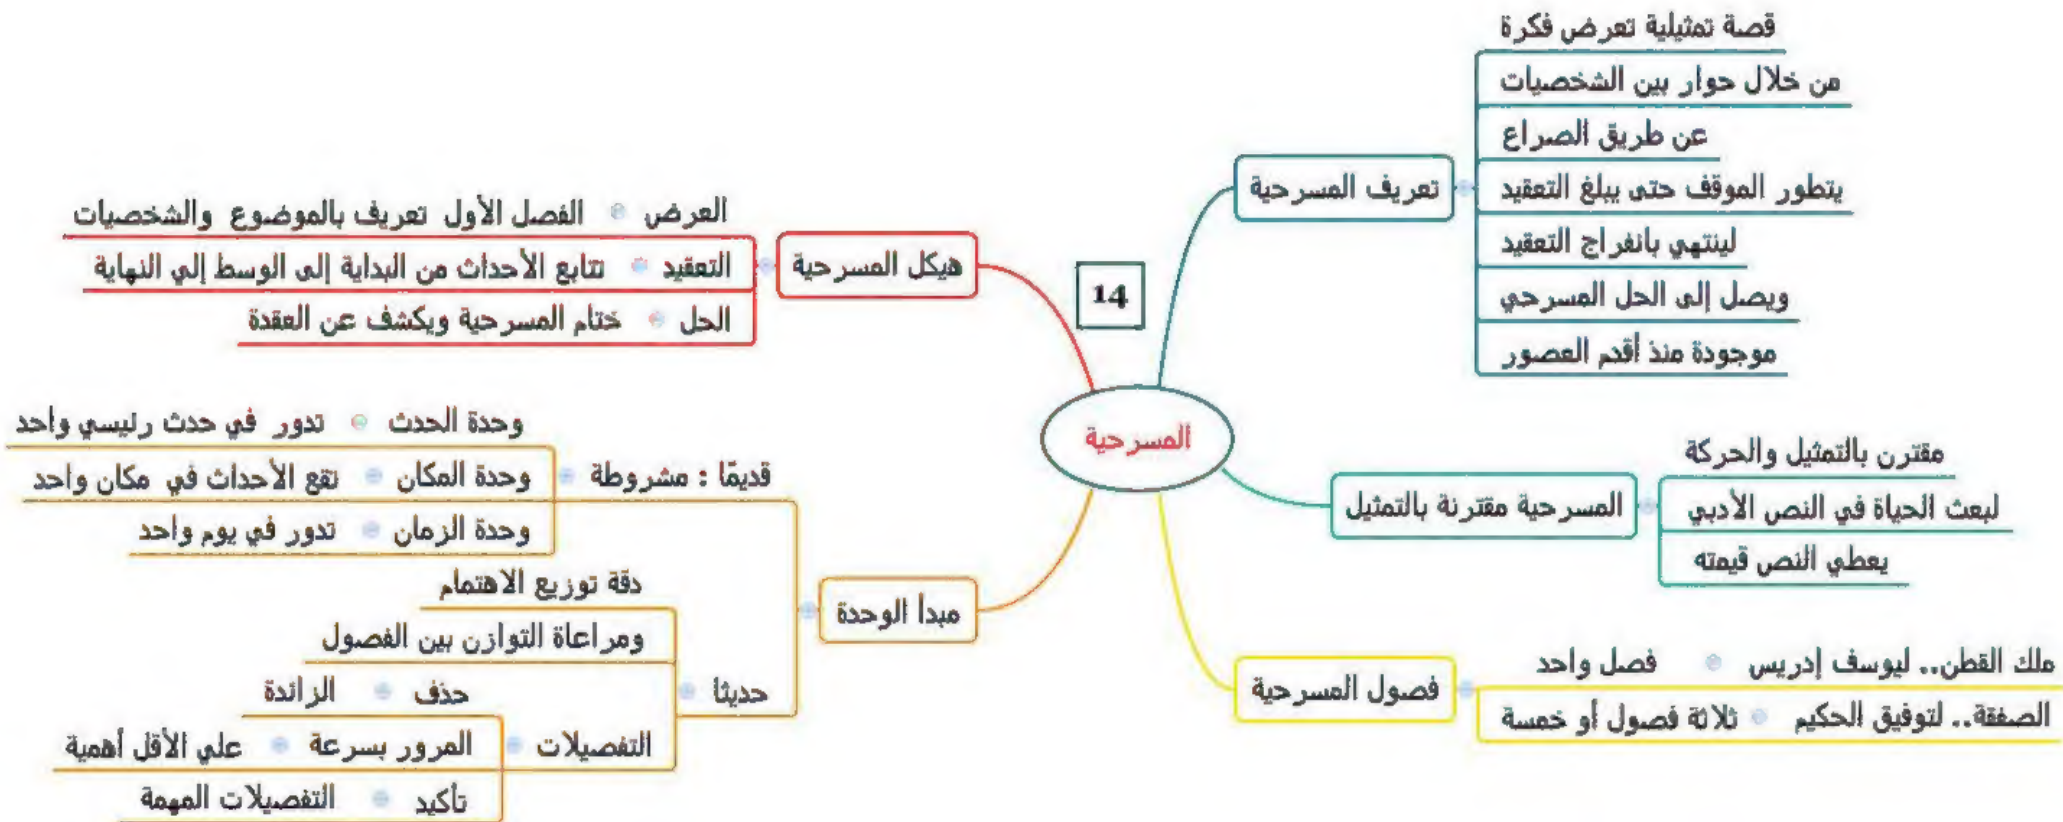 14
المسرحية
تعريف المسرحية
قصة تمثيلية تعرض فكرة
من خلال حوار بين الشخصيات
عن طريق الصراع
يتطور الموقف حتى يبلغ التعقيد
لينتهي بانفراج التعقيد
ويصل إلى الحل المسرحي
موجودة منذ أقدم العصور
المسرحية مقترنة بالتمثيل
مقترن بالتمثيل والحركة
لبعث الحياة في النص الأدبي
يعطي النص قيمته
فصول المسرحية
ملك القطن.. ليوسف إدريس فصل واحد
الصفقة.. لتوفيق الحكيم ثلاثة فصول أو خمسة
هيكل المسرحية
العرض الفصل الأول تعريف بالموضوع والشخصيات
التعقيد تتابع الأحداث من البداية إلى الوسط إلي النهاية
الحل ختام المسرحية ويكشف عن العقدة
مبدأ الوحدة
قديمًا : مشروطة
وحدة الحدث تدور في حدث رئيسي واحد
وحدة المكان تقع الأحداث في مكان واحد
وحدة الزمان تدور في يوم واحد
حديثا
دقة توزيع الاهتمام
ومراعاة التوازن بين الفصول
التفصيلات
حذف الزائدة
المرور بسرعة علي الأقل أهمية
تأكيد التفصيلات المهمة